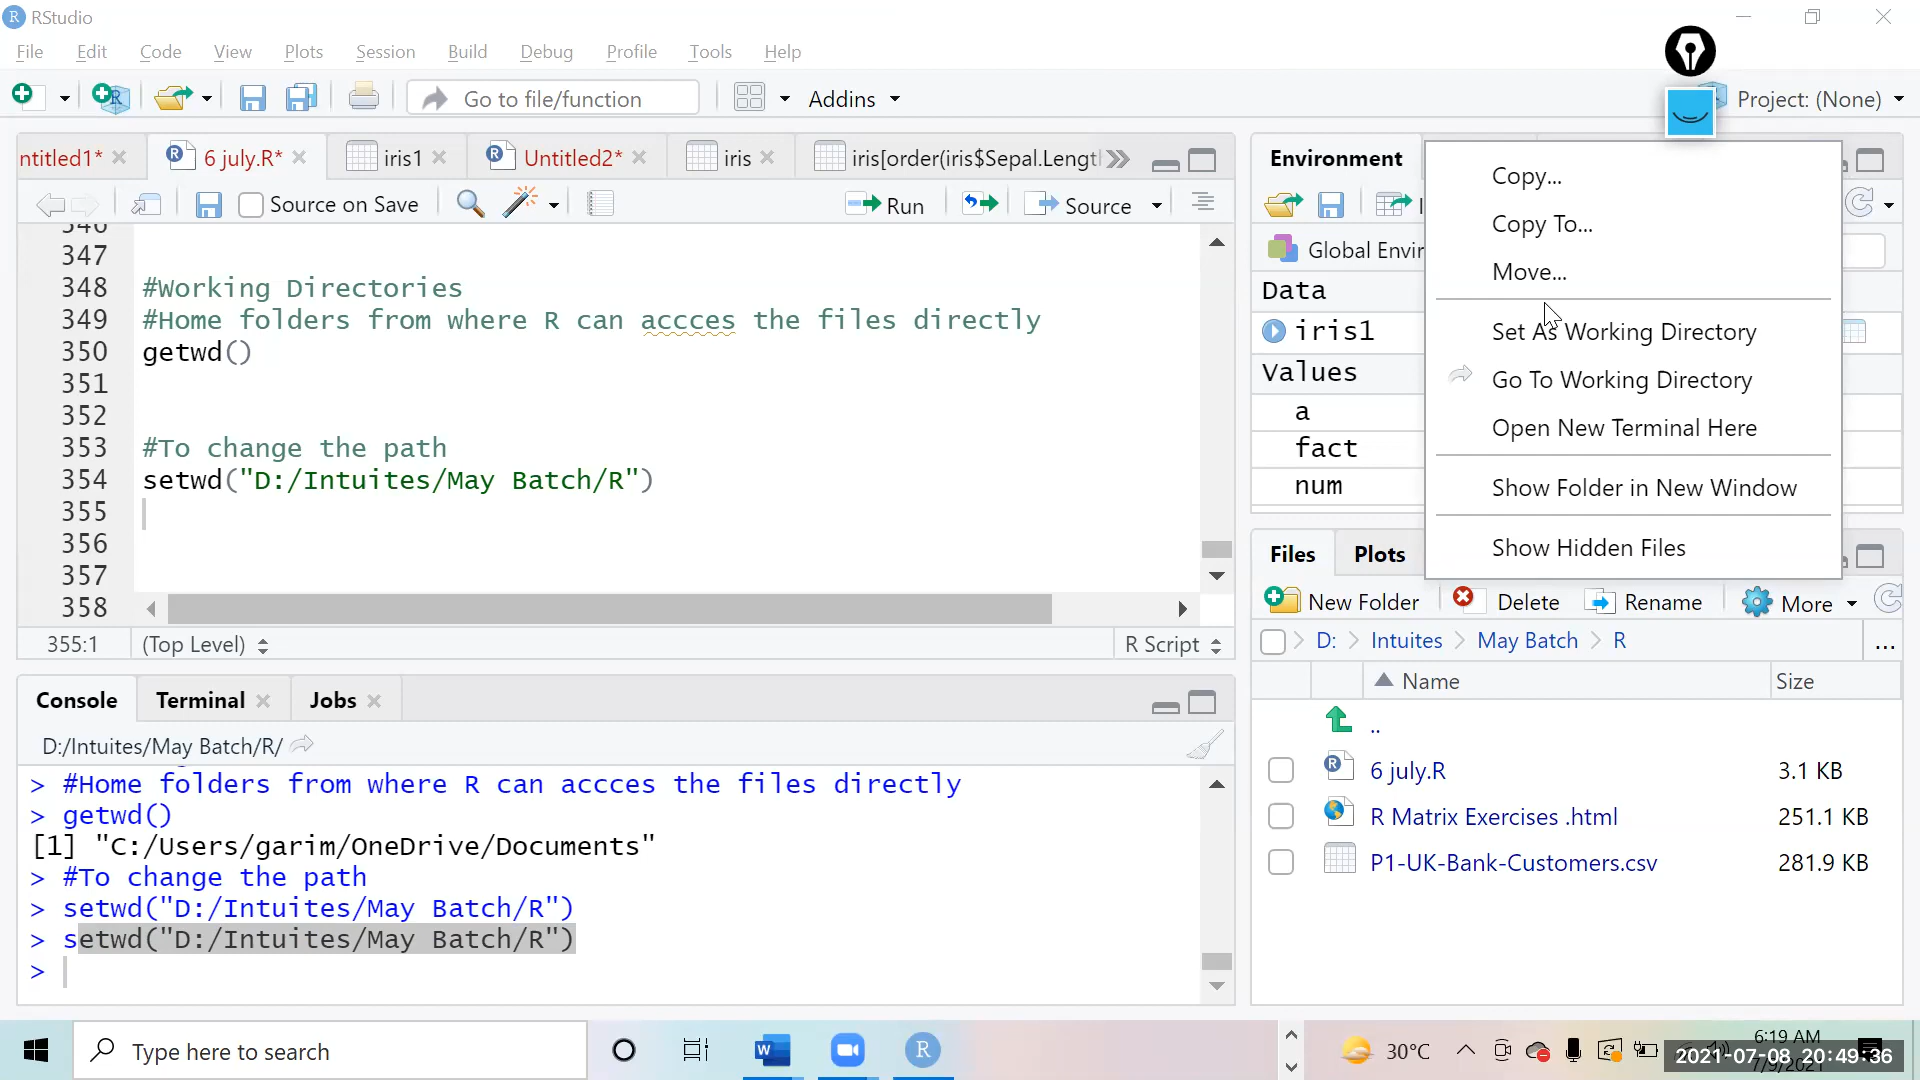 RStudio
File Edit Code View Plots Session Build Debug Profile Tools Help
Go to file/function Addins Project: (None)
ntitled1* 6 july.R* iris1 Untitled2* iris iris[order(iris$Sepal.Lengt
Source on Save Run Source
347
348 #Working Directories
349 #Home folders from where R can accces the files directly
350 getwd()
351
352
353 #To change the path
354 setwd("D:/Intuites/May Batch/R")
355
356
357
358
355:1 (Top Level) R Script
Console Terminal Jobs
D:/Intuites/May Batch/R/
> #Home folders from where R can accces the files directly
> getwd()
[1] "C:/Users/garim/OneDrive/Documents"
> #To change the path
> setwd("D:/Intuites/May Batch/R")
> setwd("D:/Intuites/May Batch/R")
>
Environment
Global Envir
Data
iris1
Values
a
fact
num
Copy...
Copy To...
Move...
Set As Working Directory
Go To Working Directory
Open New Terminal Here
Show Folder in New Window
Show Hidden Files
Files Plots
New Folder Delete Rename More
D: Intuites May Batch R ...
Name Size
..
6 july.R 3.1 KB
R Matrix Exercises .html 251.1 KB
P1-UK-Bank-Customers.csv 281.9 KB
Type here to search
30°C
6:19 AM
2021-07-08 20:49:36